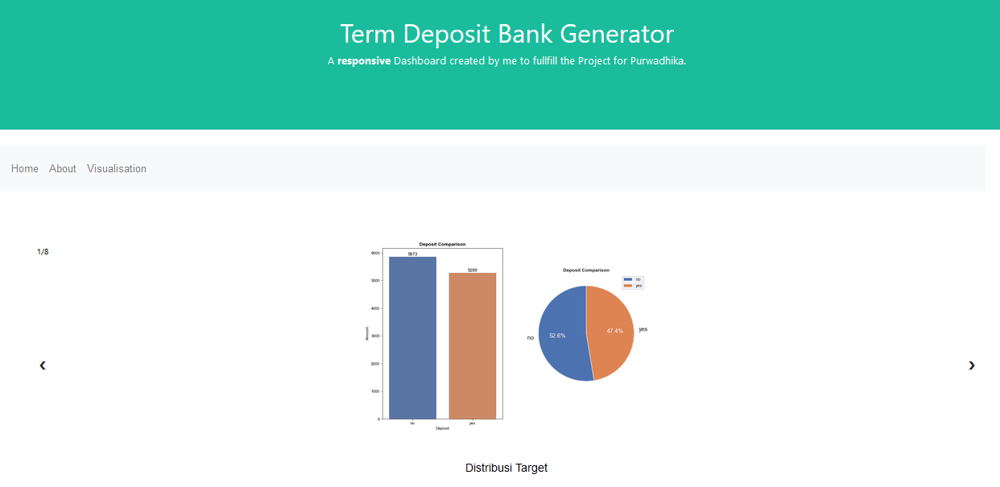 Term Deposit Bank Generator
A responsive Dashboard created by me to fullfill the Project for Purwadhika.
Home About Visualisation
1/8
❮
❯
Deposit Comparison
5873
5289
6000
5000
4000
3000
2000
1000
0
Amount
no
yes
Deposit
Deposit Comparison
no
yes
no
52.6%
47.4%
yes
Distribusi Target